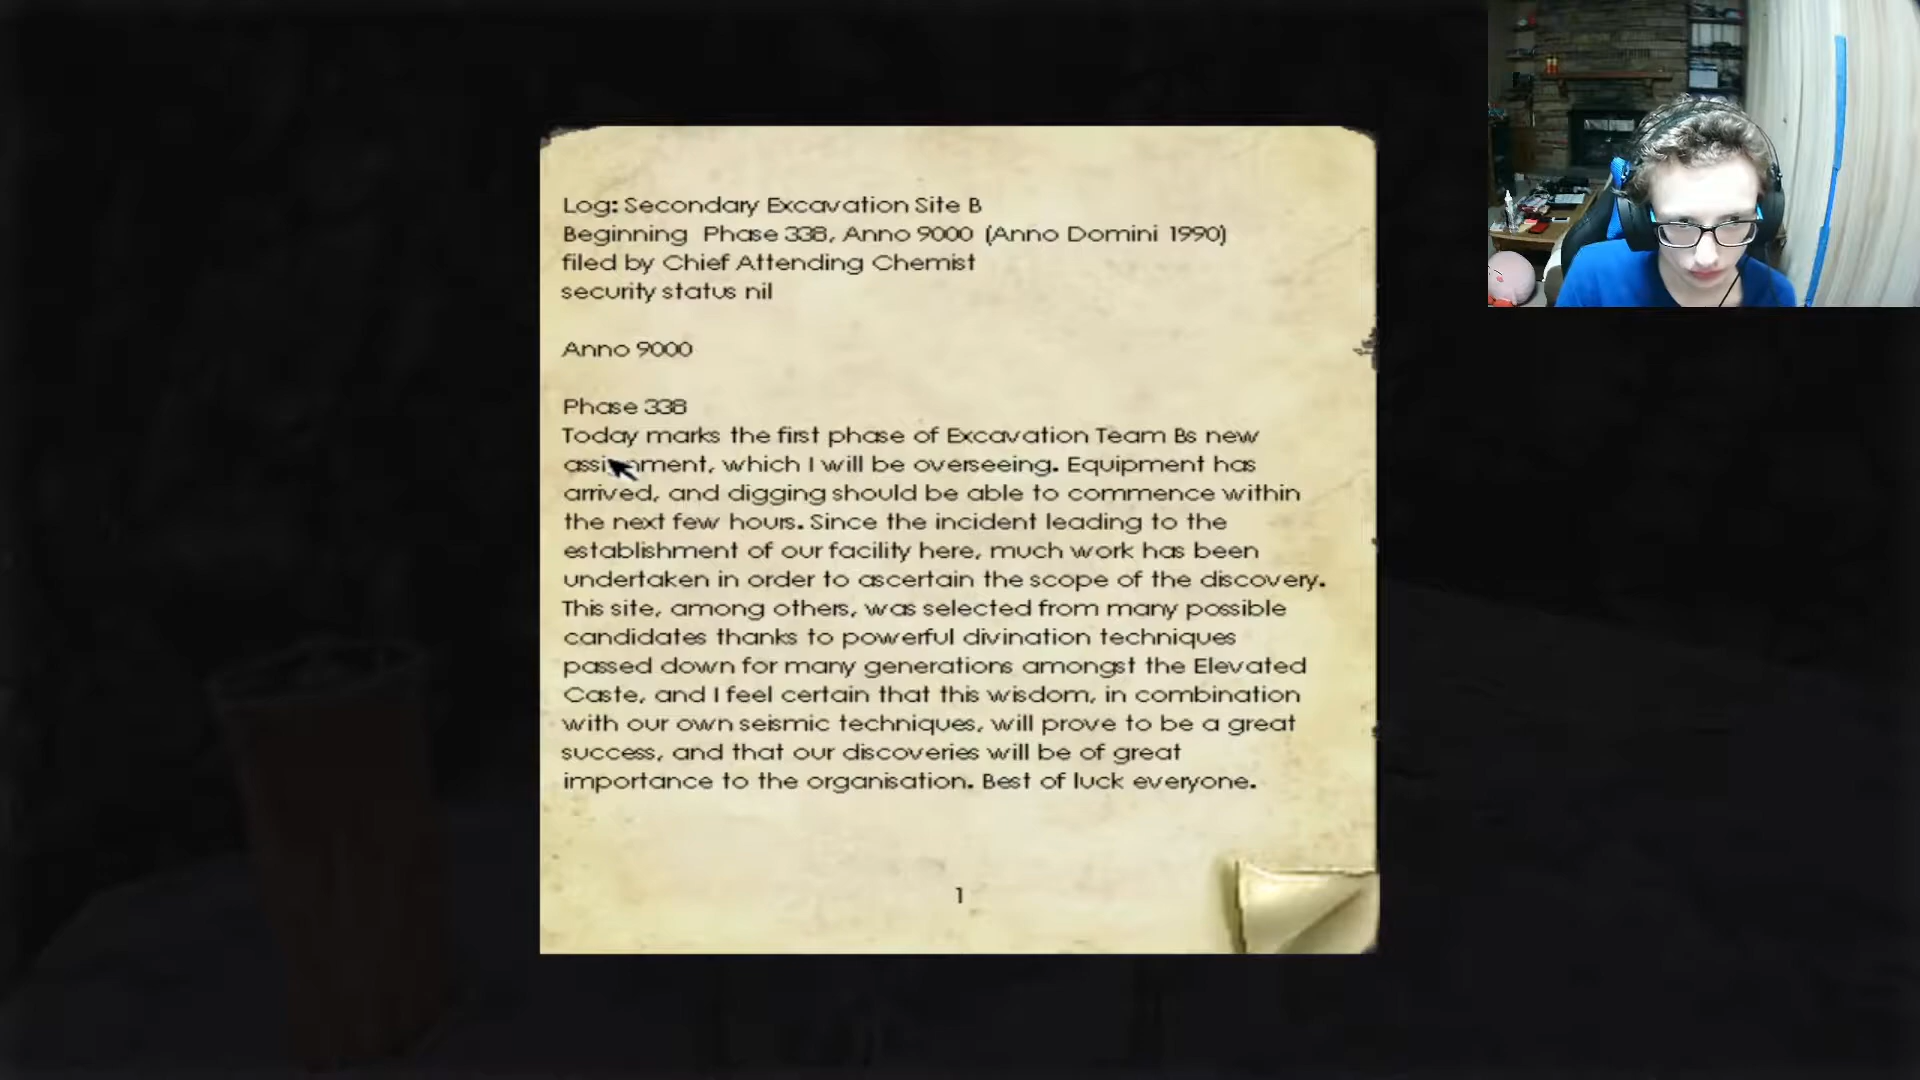 Log: Secondary Excavation Site B
Beginning Phase 338, Anno 9000 (Anno Domini 1990)
filed by Chief Attending Chemist
security status nil
Anno 9000
Phase 338
Today marks the first phase of Excavation Team Bs new
assignment, which I will be overseeing. Equipment has
arrived, and digging should be able to commence within
the next few hours. Since the incident leading to the
establishment of our facility here, much work has been
undertaken in order to ascertain the scope of the discovery.
This site, among others, was selected from many possible
candidates thanks to powerful divination techniques
passed down for many generations amongst the Elevated
Caste, and I feel certain that this wisdom, in combination
with our own seismic techniques, will prove to be a great
success, and that our discoveries will be of great
importance to the organisation. Best of luck everyone.
1